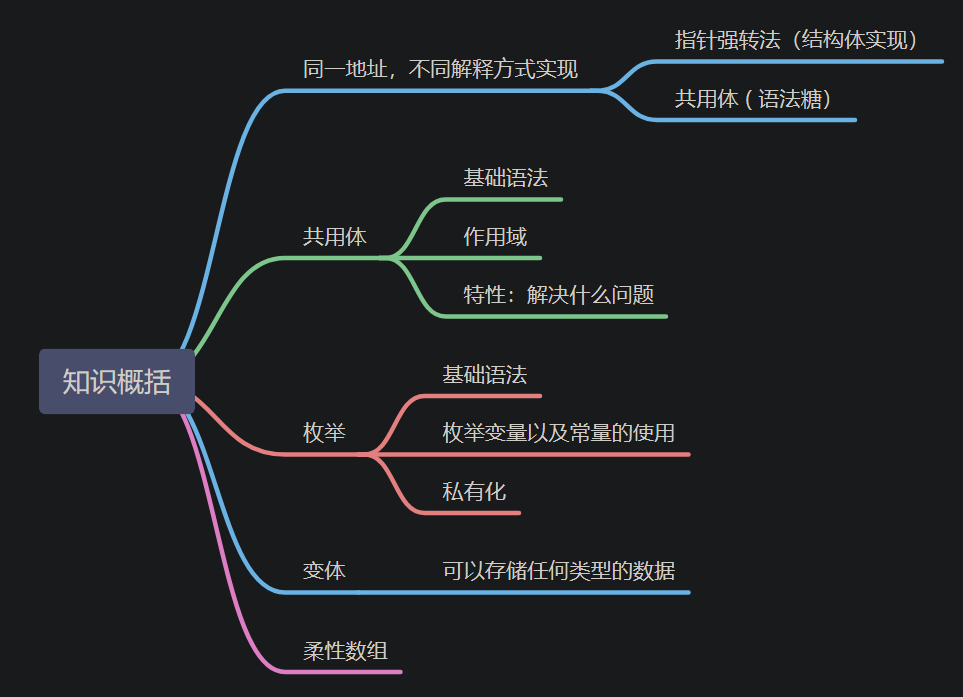 知识概括
同一地址，不同解释方式实现
指针强转法（结构体实现）
共用体 ( 语法糖）
共用体
基础语法
作用域
特性：解决什么问题
枚举
基础语法
枚举变量以及常量的使用
私有化
变体
可以存储任何类型的数据
柔性数组